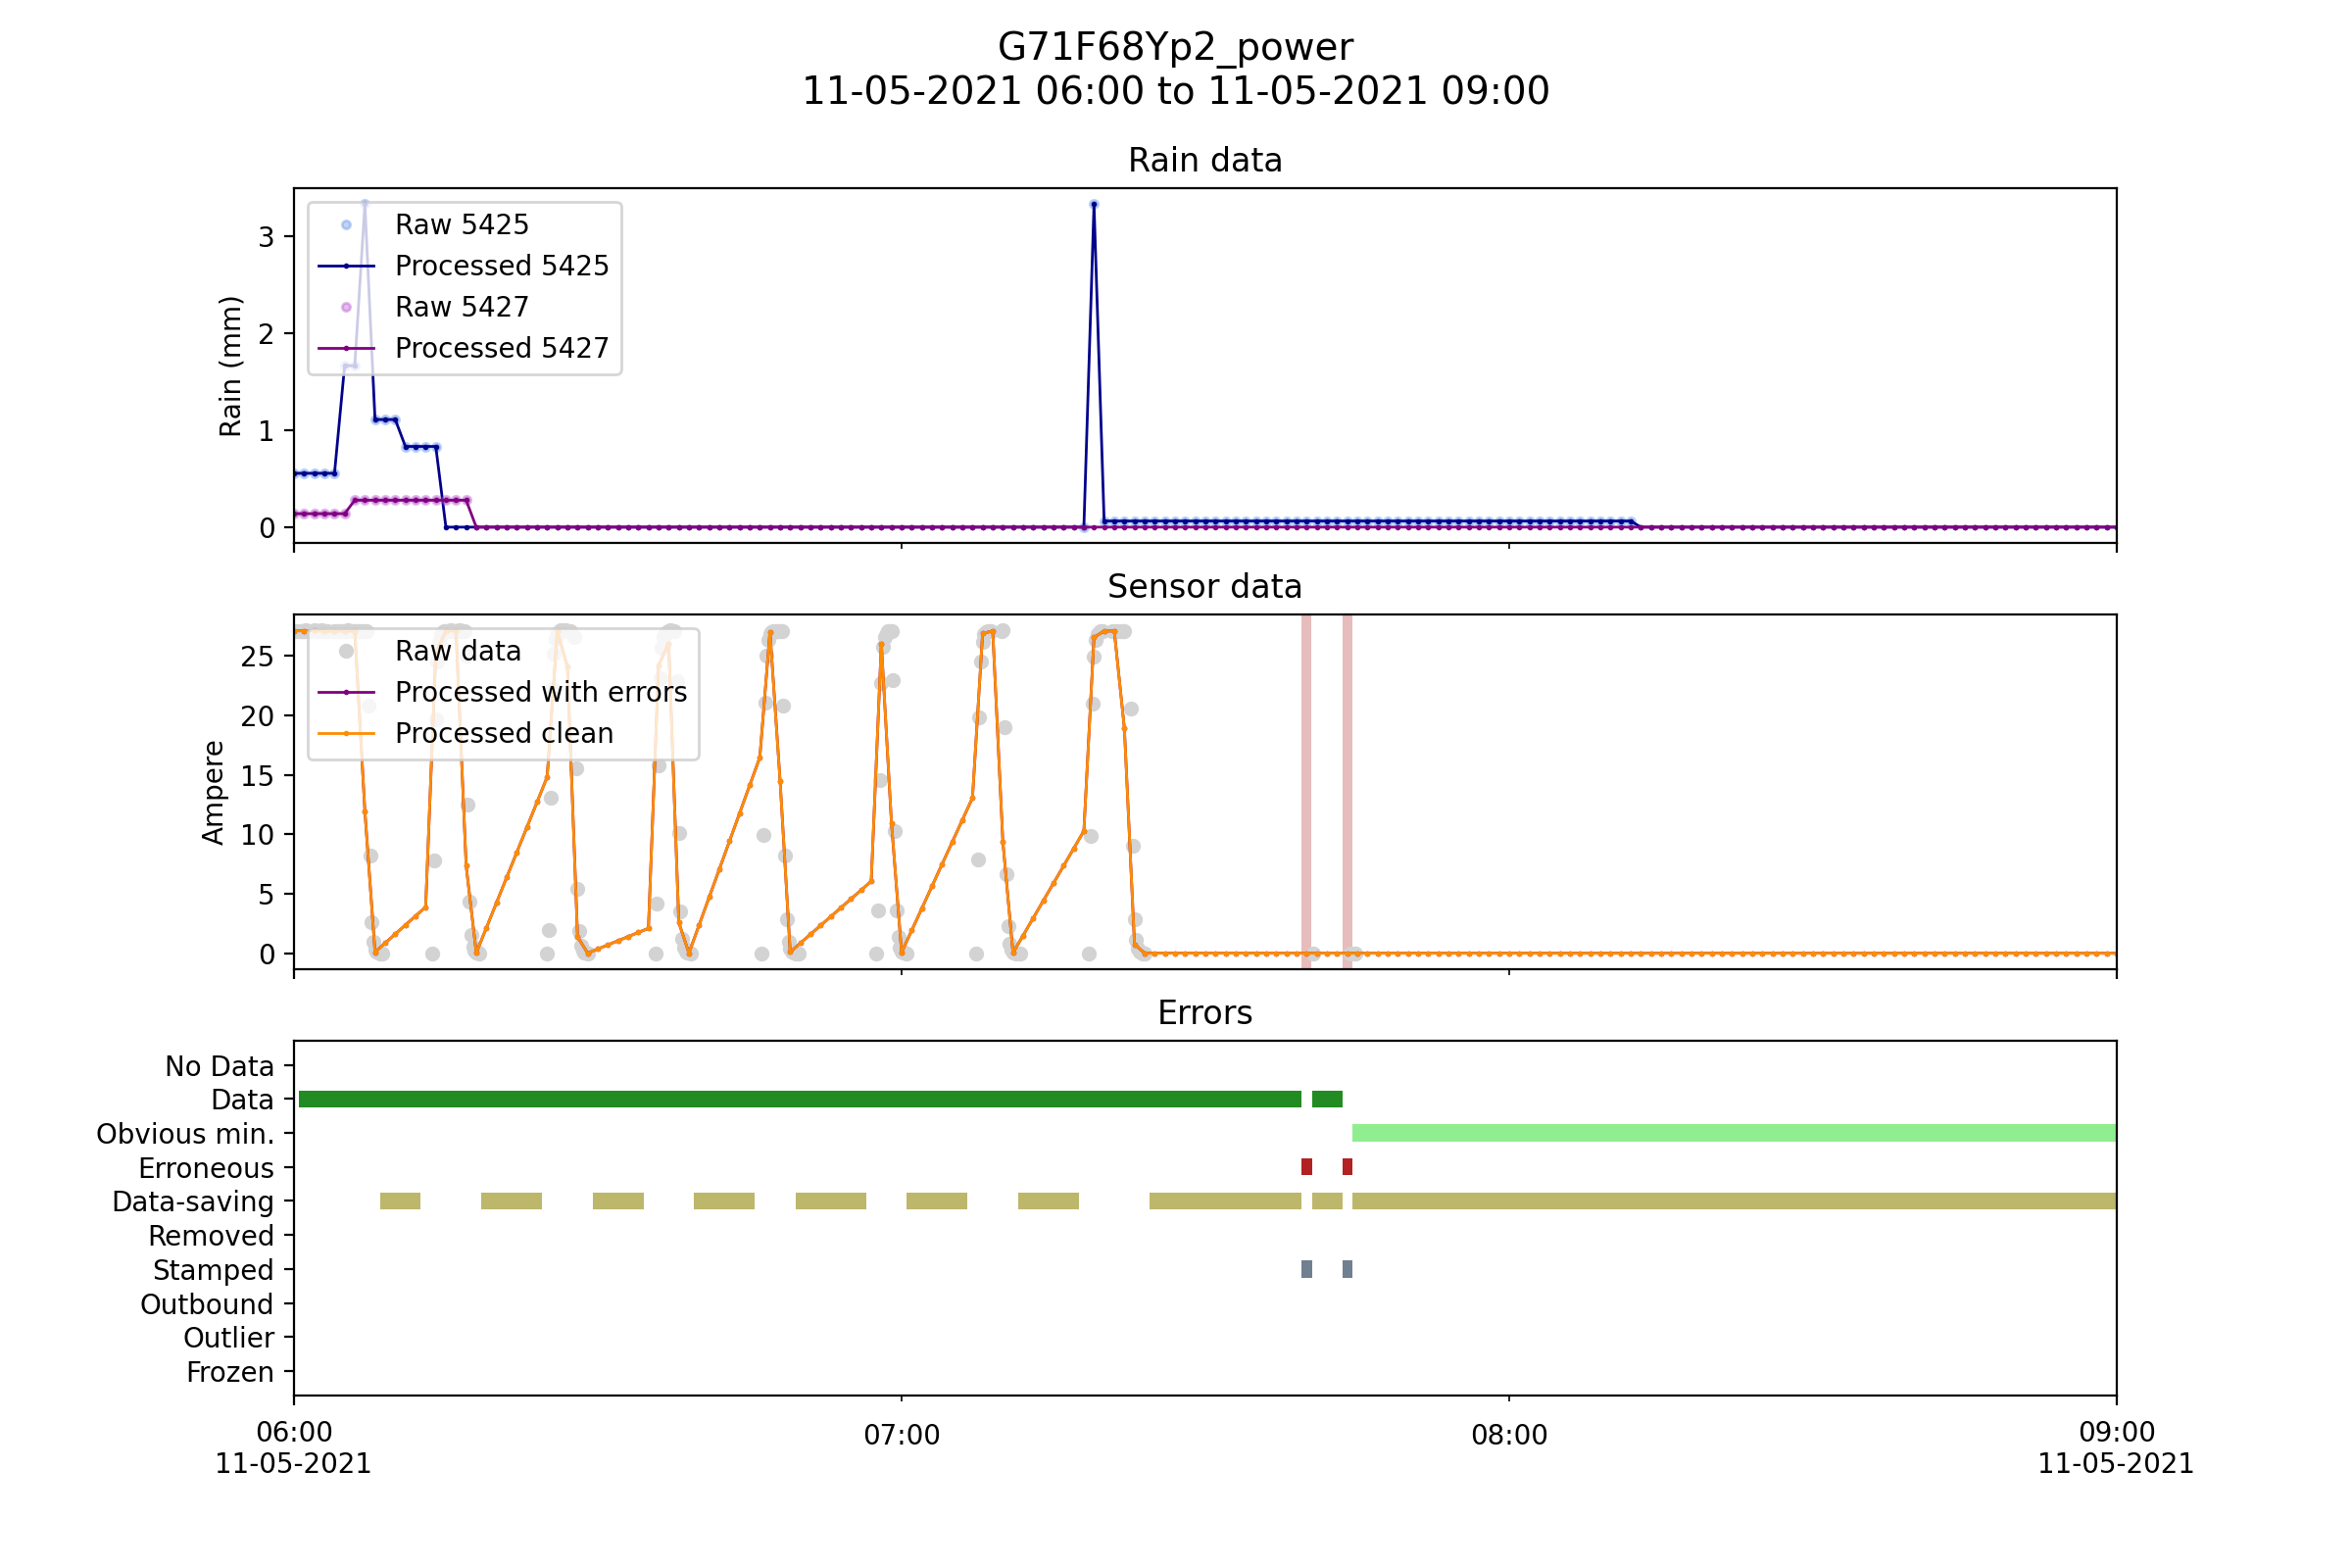 G71F68Yp2_power
11-05-2021 06:00 to 11-05-2021 09:00
Rain data
Rain (mm)
3
2
1
0
Raw 5425
Processed 5425
Raw 5427
Processed 5427
Sensor data
Ampere
25
20
15
10
5
0
Raw data
Processed with errors
Processed clean
Errors
No Data
Data
Obvious min.
Erroneous
Data-saving
Removed
Stamped
Outbound
Outlier
Frozen
06:00
11-05-2021
07:00
08:00
09:00
11-05-2021